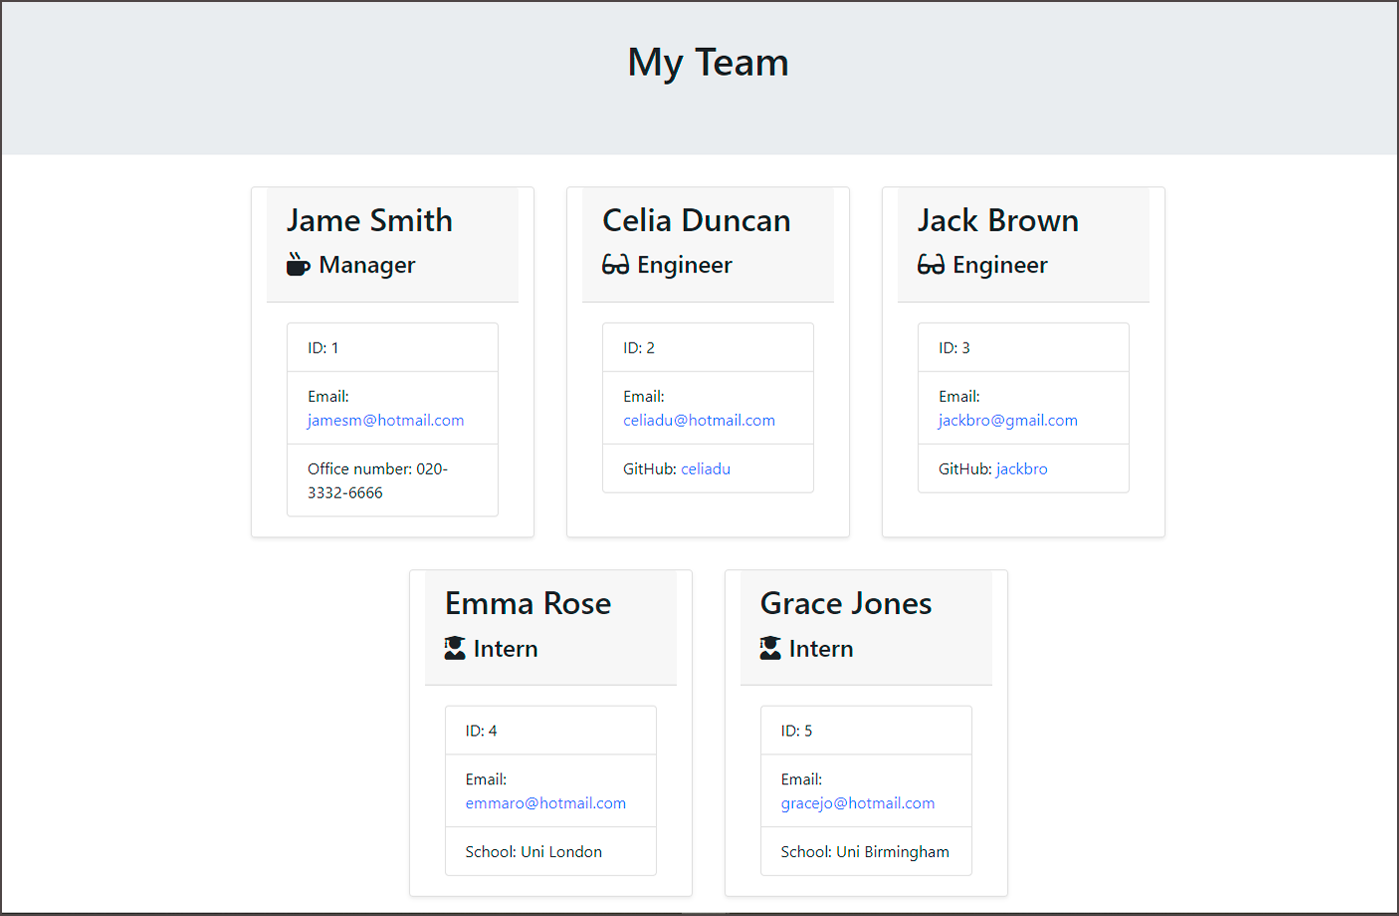 My Team
Jame Smith
Manager
ID: 1
Email:
jamesm@hotmail.com
Office number: 020-
3332-6666
Celia Duncan
Engineer
ID: 2
Email:
celiadu@hotmail.com
GitHub: celiadu
Jack Brown
Engineer
ID: 3
Email:
jackbro@gmail.com
GitHub: jackbro
Emma Rose
Intern
ID: 4
Email:
emmaro@hotmail.com
School: Uni London
Grace Jones
Intern
ID: 5
Email:
gracejo@hotmail.com
School: Uni Birmingham